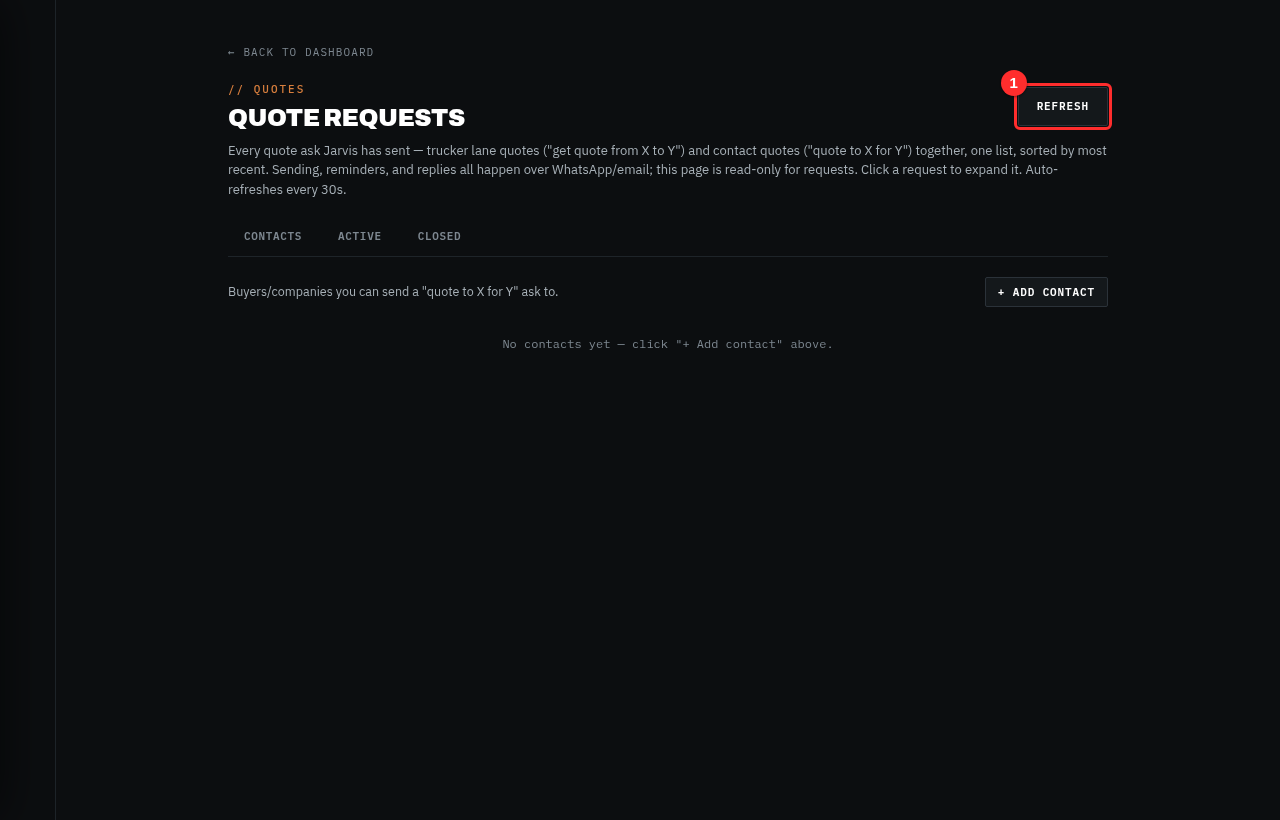 ← BACK TO DASHBOARD
// QUOTES
QUOTE REQUESTS
1
REFRESH
Every quote ask Jarvis has sent — trucker lane quotes ("get quote from X to Y") and contact quotes ("quote to X for Y") together, one list, sorted by most
recent. Sending, reminders, and replies all happen over WhatsApp/email; this page is read-only for requests. Click a request to expand it. Auto-
refreshes every 30s.
CONTACTS ACTIVE CLOSED
Buyers/companies you can send a "quote to X for Y" ask to.
+ ADD CONTACT
No contacts yet — click "+ Add contact" above.